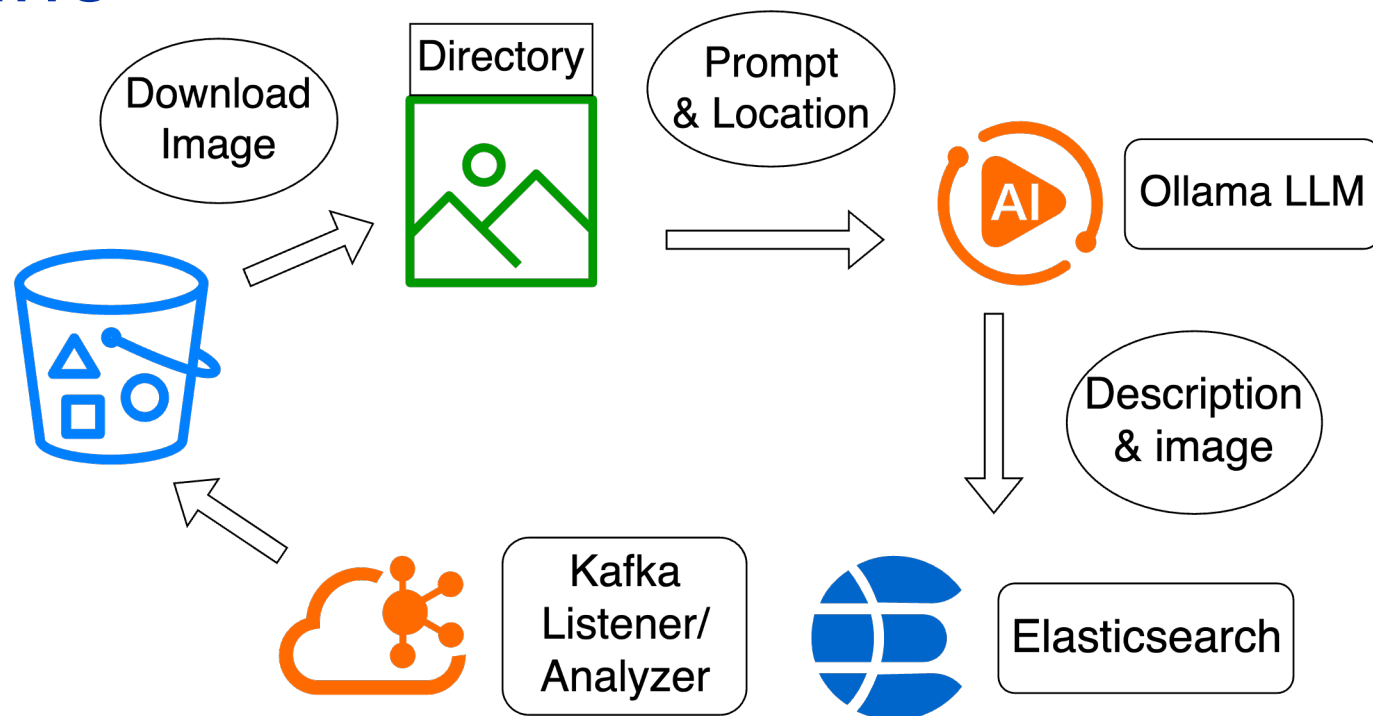 Download
Image
Directory
Prompt
& Location
AI
Ollama LLM
Description
& image
Kafka
Listener/
Analyzer
Elasticsearch